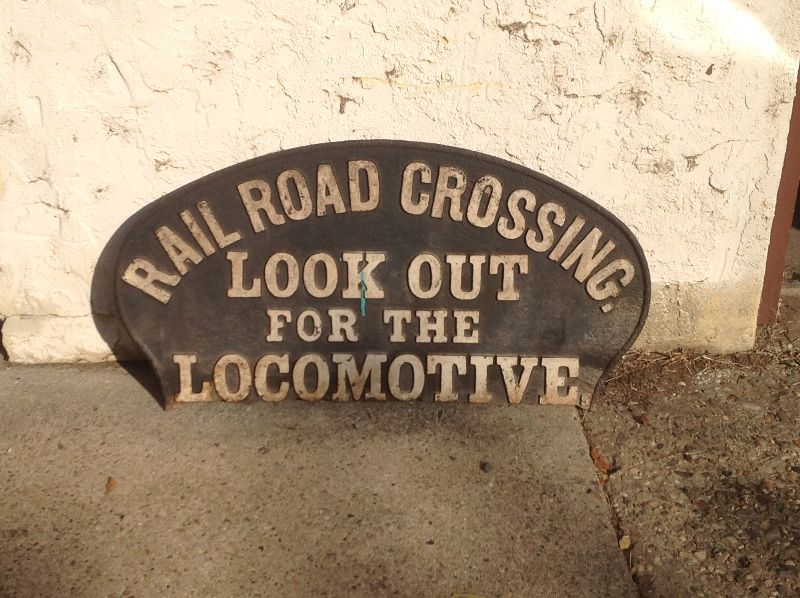 RAIL ROAD CROSSING.
LOOK OUT
FOR THE
LOCOMOTIVE